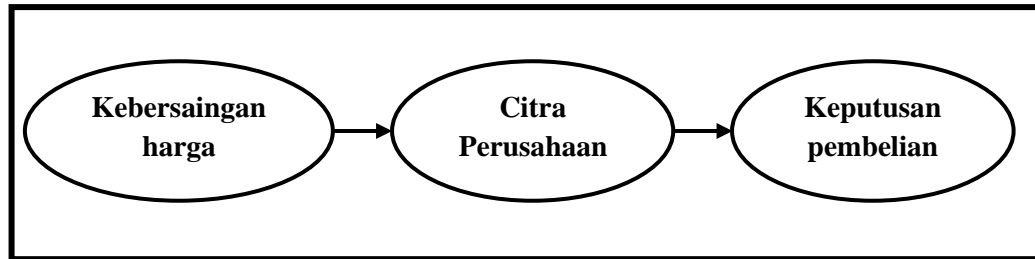 Kebersaingan
harga
Citra
Perusahaan
Keputusan
pembelian